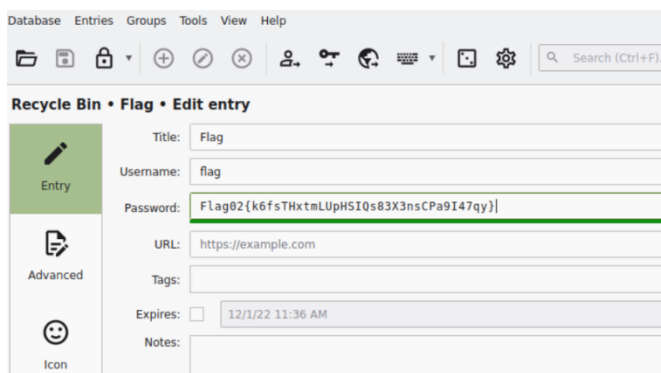 Database Entries Groups Tools View Help
Search (Ctrl+F)
Recycle Bin • Flag • Edit entry
Entry
Advanced
Icon
Title: Flag
Username: flag
Password: Flag02{k6fsTHxtmLUpHSIQs83X3nsCPa9I47qy}
URL: https://example.com
Tags:
Expires: 12/1/22 11:36 AM
Notes: